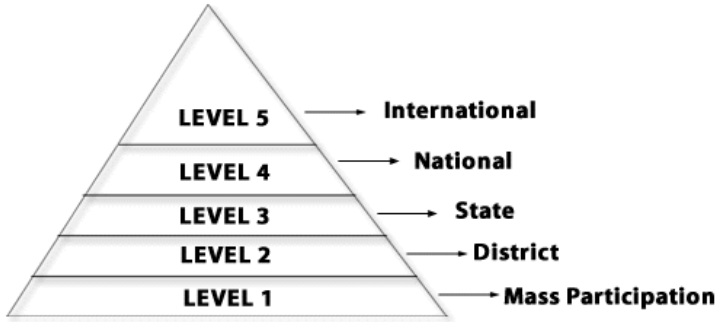 LEVEL 5
International
LEVEL 4
National
LEVEL 3
State
LEVEL 2
District
LEVEL 1
Mass Participation